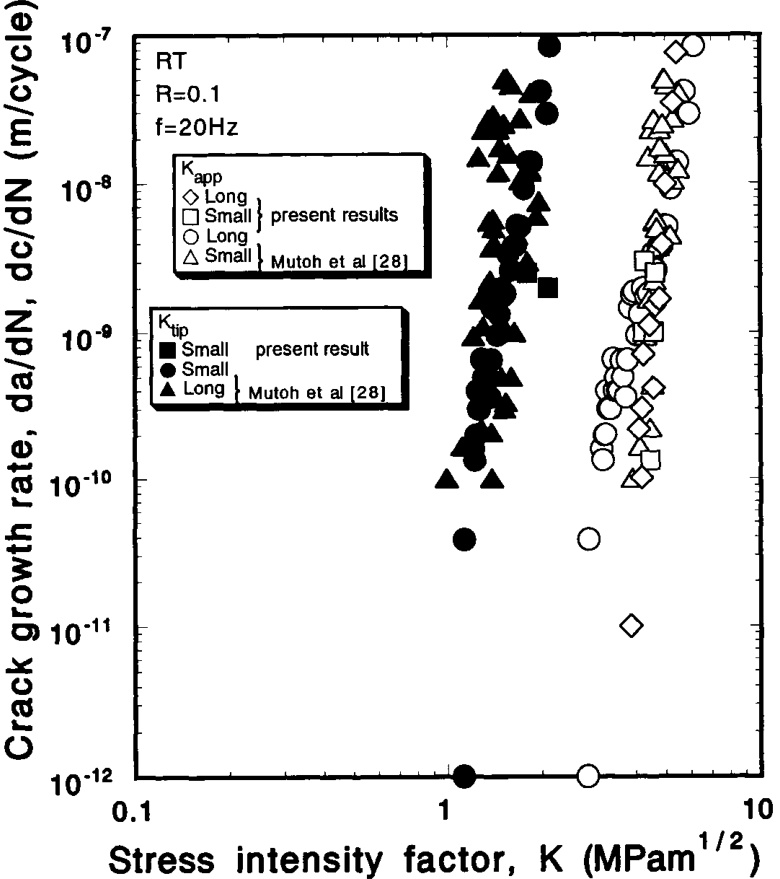 Crack growth rate, da/dN, dc/dN (m/cycle)
10⁻⁷
10⁻⁸
10⁻⁹
10⁻¹⁰
10⁻¹¹
10⁻¹²
RT
R=0.1
f=20Hz
K_app
◇ Long
□ Small } present results
○ Long
△ Small } Mutoh et al [28]
K_tip
■ Small present result
● Small
▲ Long } Mutoh et al [28]
0.1 1 10
Stress intensity factor, K (MPam^1/2)